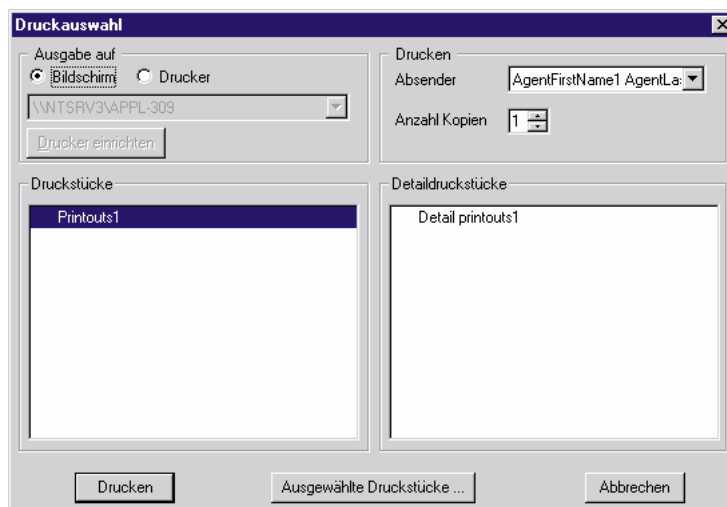 Druckauswahl
Ausgabe auf
Bildschirm Drucker
\\NTSRV3\APPL-309
Drucker einrichten
Drucken
Absender AgentFirstName1 AgentLa
Anzahl Kopien 1
Druckstücke
Printouts1
Detaildruckstücke
Detail printouts1
Drucken Ausgewählte Druckstücke ... Abbrechen